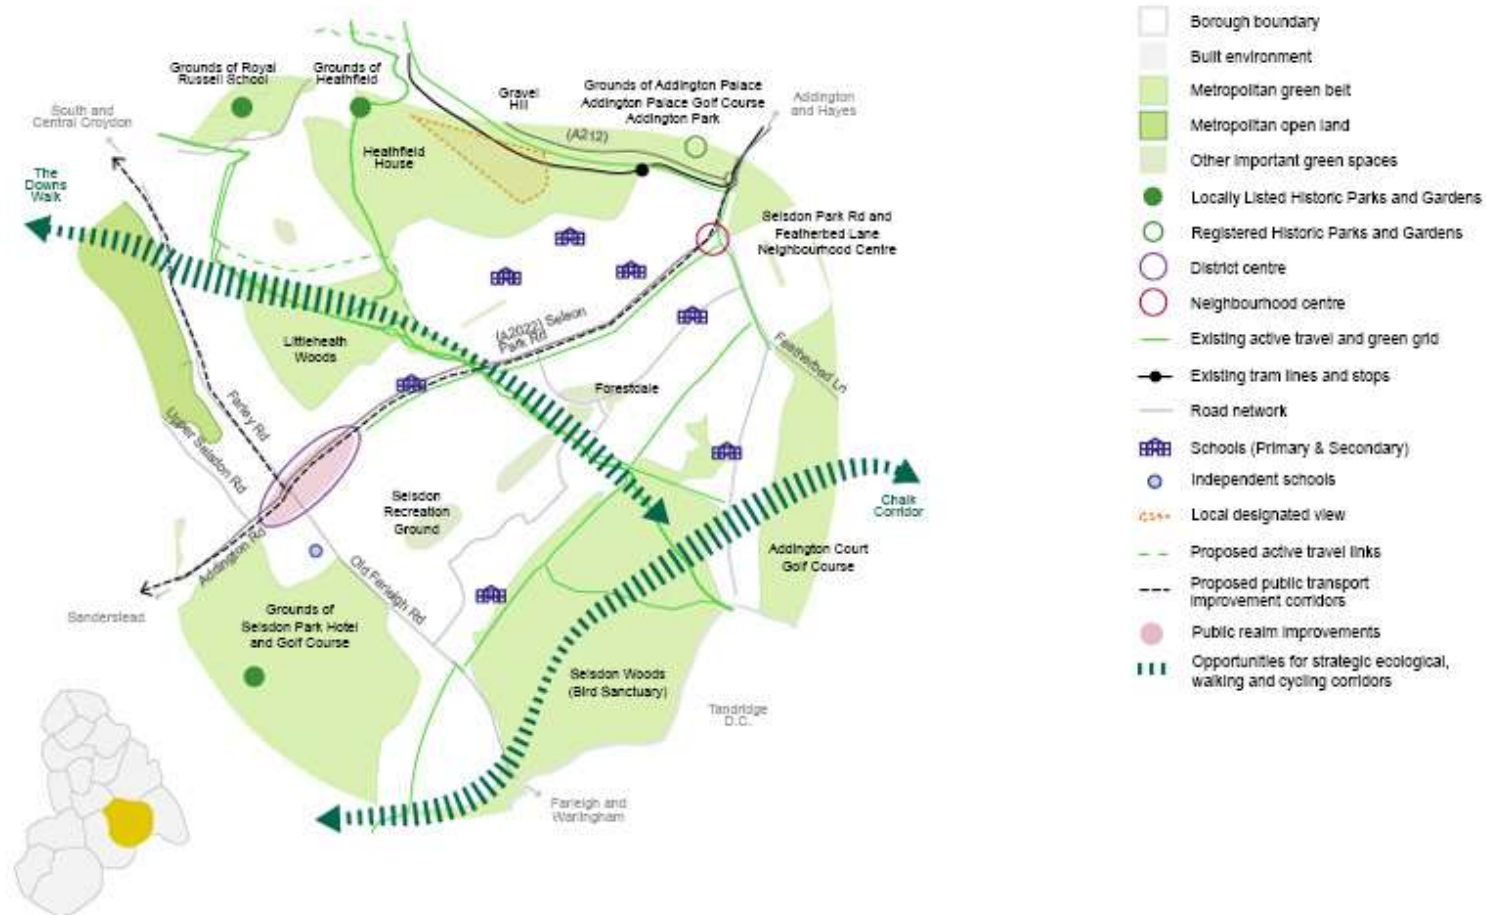 Grounds of Royal
Russell School
Grounds of
Heathfield
Gravel
Hill
Grounds of Addington Palace
Addington Palace Golf Course
Addington Park
Addington
and Hayes
South and
Central Croydon
(A212)
Heathfield
House
The
Downs
Walk
Selsdon Park Rd and
Featherbed Lane
Neighbourhood Centre
(A2022) Selson
Park Rd
Littleheath
Woods
Featherbed Ln
Forestdale
Farley Rd
Upper Selsdon Rd
Selsdon
Recreation
Ground
Chalk
Corridor
Addington Rd
Old Farleigh Rd
Addington Court
Golf Course
Sanderstead
Grounds of
Selsdon Park Hotel
and Golf Course
Selsdon Woods
(Bird Sanctuary)
Tandridge
D.C.
Farleigh and
Warlingham
Borough boundary
Built environment
Metropolitan green belt
Metropolitan open land
Other important green spaces
Locally Listed Historic Parks and Gardens
Registered Historic Parks and Gardens
District centre
Neighbourhood centre
Existing active travel and green grid
Existing tram lines and stops
Road network
Schools (Primary & Secondary)
Independent schools
Local designated view
Proposed active travel links
Proposed public transport
improvement corridors
Public realm improvements
Opportunities for strategic ecological,
walking and cycling corridors